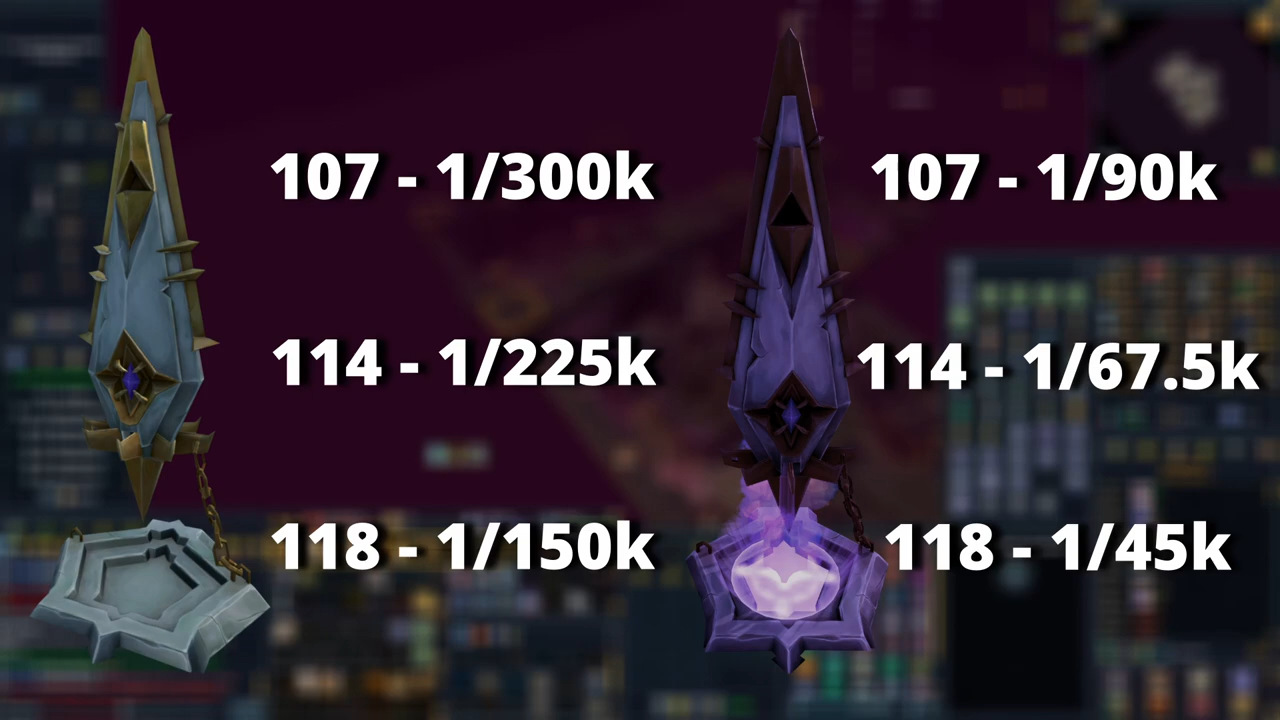 107 - 1/300k
114 - 1/225k
118 - 1/150k
107 - 1/90k
114 - 1/67.5k
118 - 1/45k